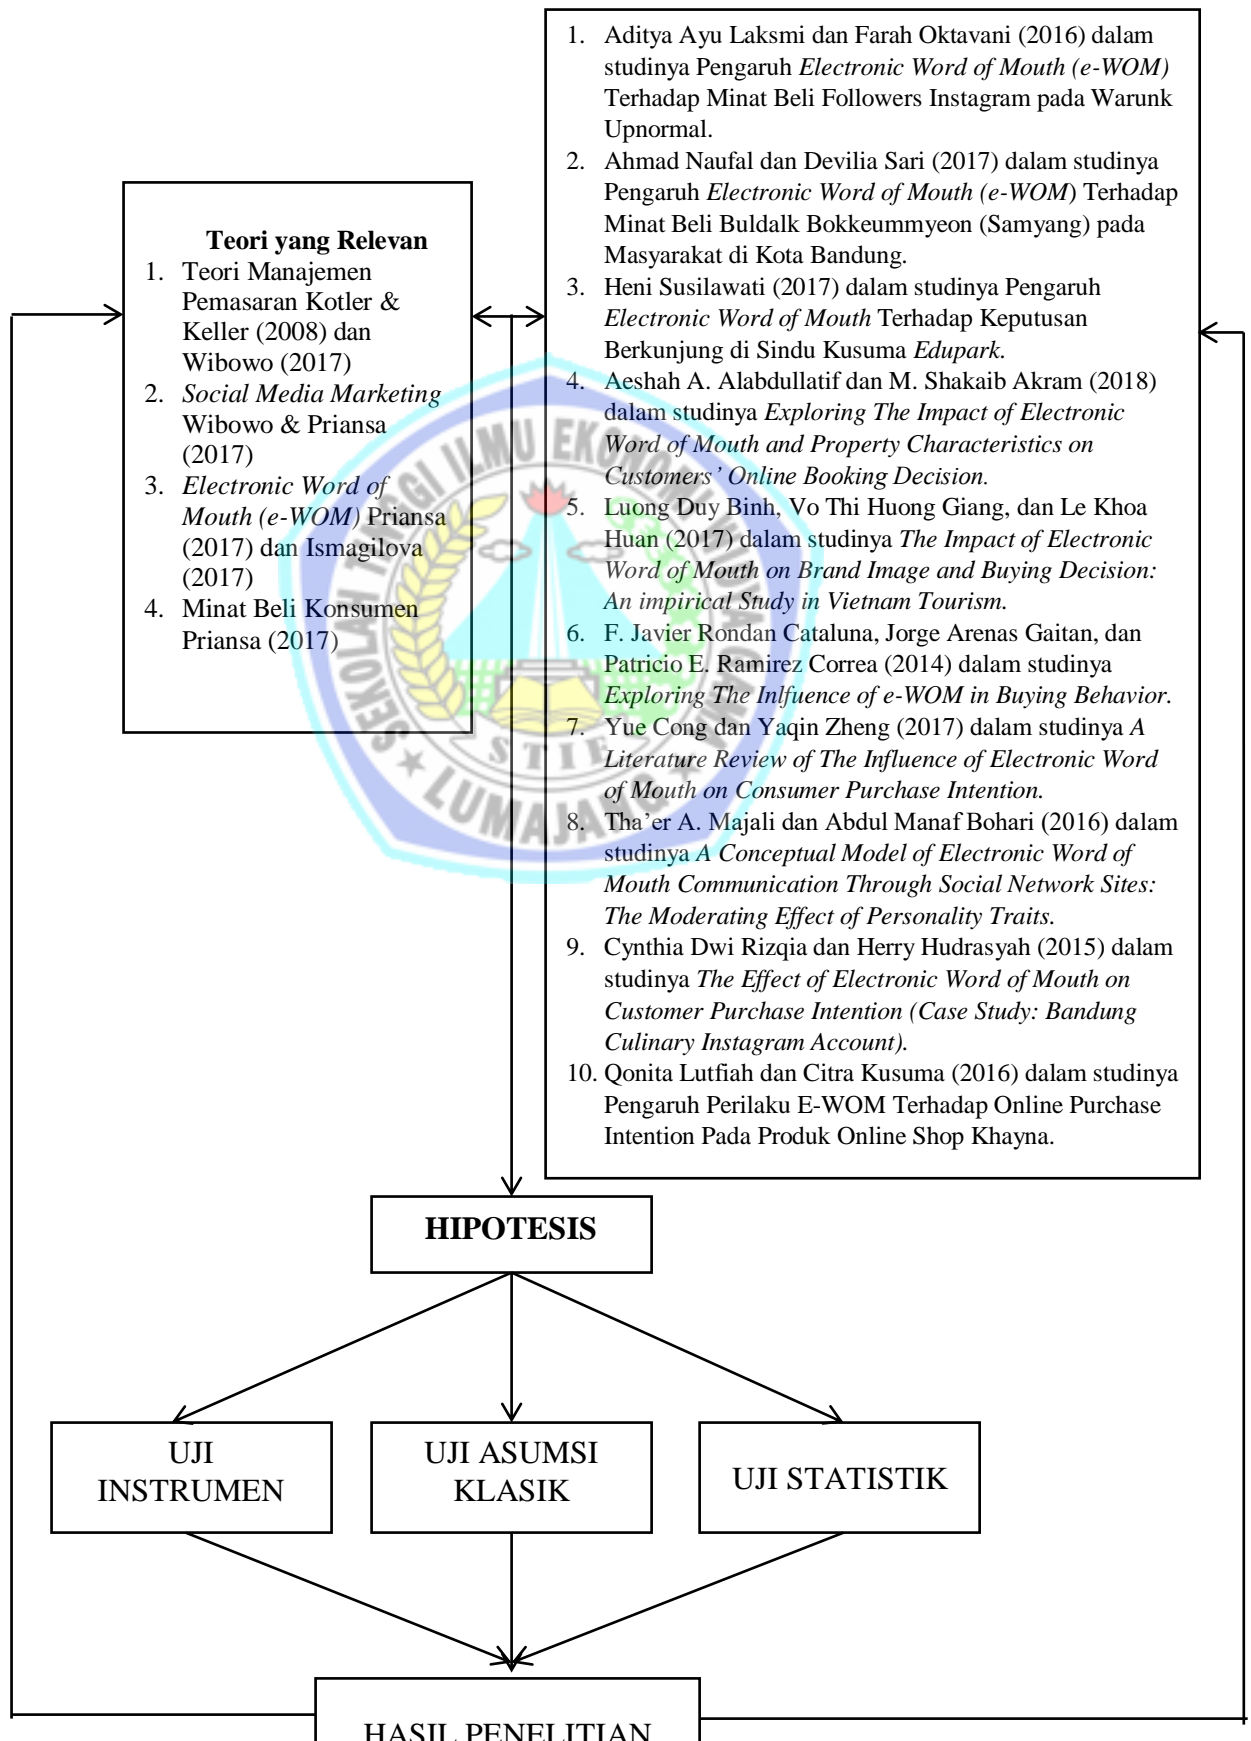 Teori yang Relevan
1. Teori Manajemen
Pemasaran Kotler &
Keller (2008) dan
Wibowo (2017)
2. Social Media Marketing
Wibowo & Priansa
(2017)
3. Electronic Word of
Mouth (e-WOM) Priansa
(2017) dan Ismagilova
(2017)
4. Minat Beli Konsumen
Priansa (2017)
1. Aditya Ayu Laksmi dan Farah Oktavani (2016) dalam
studinya Pengaruh Electronic Word of Mouth (e-WOM)
Terhadap Minat Beli Followers Instagram pada Warunk
Upnormal.
2. Ahmad Naufal dan Devilia Sari (2017) dalam studinya
Pengaruh Electronic Word of Mouth (e-WOM) Terhadap
Minat Beli Buldalk Bokkeummyeon (Samyang) pada
Masyarakat di Kota Bandung.
3. Heni Susilawati (2017) dalam studinya Pengaruh
Electronic Word of Mouth Terhadap Keputusan
Berkunjung di Sindu Kusuma Edupark.
4. Aeshah A. Alabdullatif dan M. Shakaib Akram (2018)
dalam studinya Exploring The Impact of Electronic
Word of Mouth and Property Characteristics on
Customers' Online Booking Decision.
5. Luong Duy Binh, Vo Thi Huong Giang, dan Le Khoa
Huan (2017) dalam studinya The Impact of Electronic
Word of Mouth on Brand Image and Buying Decision:
An impirical Study in Vietnam Tourism.
6. F. Javier Rondan Cataluna, Jorge Arenas Gaitan, dan
Patricio E. Ramirez Correa (2014) dalam studinya
Exploring The Inlfuence of e-WOM in Buying Behavior.
7. Yue Cong dan Yaqin Zheng (2017) dalam studinya A
Literature Review of The Influence of Electronic Word
of Mouth on Consumer Purchase Intention.
8. Tha'er A. Majali dan Abdul Manaf Bohari (2016) dalam
studinya A Conceptual Model of Electronic Word of
Mouth Communication Through Social Network Sites:
The Moderating Effect of Personality Traits.
9. Cynthia Dwi Rizqia dan Herry Hudrasyah (2015) dalam
studinya The Effect of Electronic Word of Mouth on
Customer Purchase Intention (Case Study: Bandung
Culinary Instagram Account).
10. Qonita Lutfiah dan Citra Kusuma (2016) dalam studinya
Pengaruh Perilaku E-WOM Terhadap Online Purchase
Intention Pada Produk Online Shop Khayna.
SEKOLAH TINGGI ILMU EKONOMI WIDYA GAMA
STIE
LUMAJANG
HIPOTESIS
UJI
INSTRUMEN
UJI ASUMSI
KLASIK
UJI STATISTIK
HASIL PENELITIAN